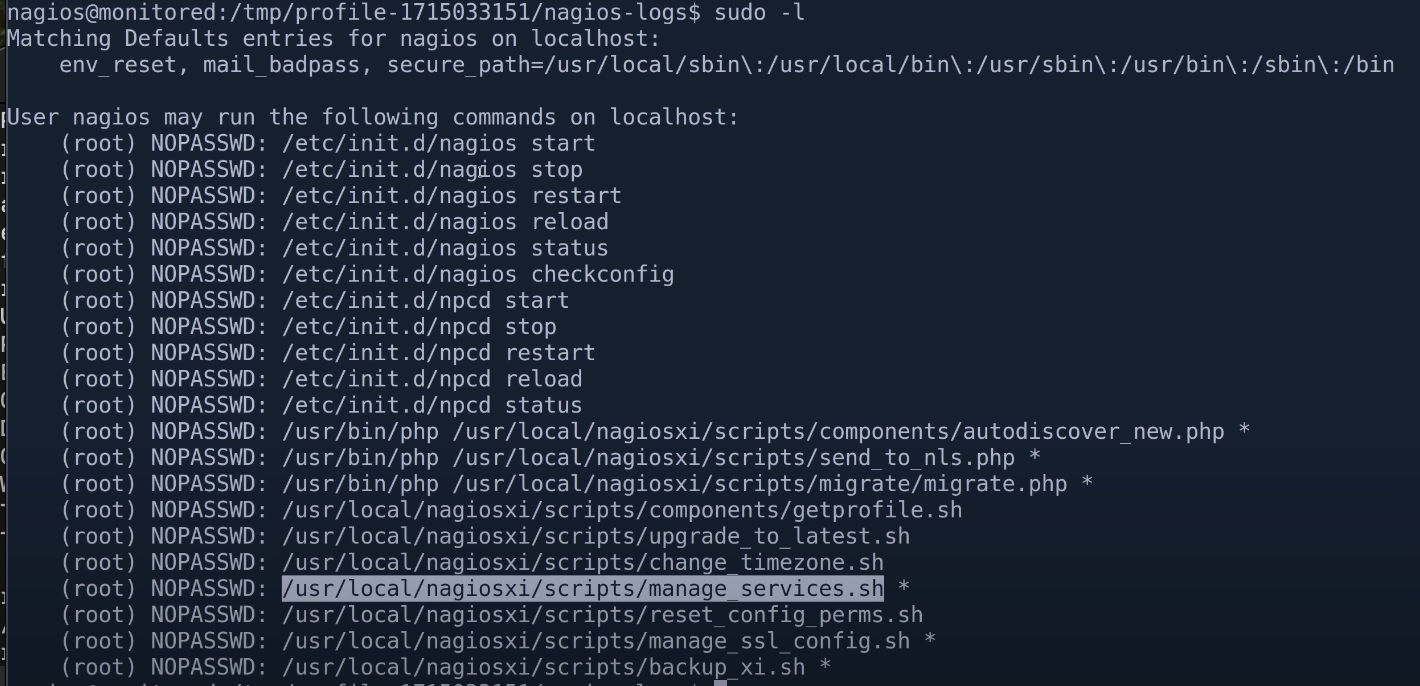 nagios@monitored:/tmp/profile-1715033151/nagios-logs$ sudo -l
Matching Defaults entries for nagios on localhost:
    env_reset, mail_badpass, secure_path=/usr/local/sbin\:/usr/local/bin\:/usr/sbin\:/usr/bin\:/sbin\:/bin

User nagios may run the following commands on localhost:
    (root) NOPASSWD: /etc/init.d/nagios start
    (root) NOPASSWD: /etc/init.d/nagios stop
    (root) NOPASSWD: /etc/init.d/nagios restart
    (root) NOPASSWD: /etc/init.d/nagios reload
    (root) NOPASSWD: /etc/init.d/nagios status
    (root) NOPASSWD: /etc/init.d/nagios checkconfig
    (root) NOPASSWD: /etc/init.d/npcd start
    (root) NOPASSWD: /etc/init.d/npcd stop
    (root) NOPASSWD: /etc/init.d/npcd restart
    (root) NOPASSWD: /etc/init.d/npcd reload
    (root) NOPASSWD: /etc/init.d/npcd status
    (root) NOPASSWD: /usr/bin/php /usr/local/nagiosxi/scripts/components/autodiscover_new.php *
    (root) NOPASSWD: /usr/bin/php /usr/local/nagiosxi/scripts/send_to_nls.php *
    (root) NOPASSWD: /usr/bin/php /usr/local/nagiosxi/scripts/migrate/migrate.php *
    (root) NOPASSWD: /usr/local/nagiosxi/scripts/components/getprofile.sh
    (root) NOPASSWD: /usr/local/nagiosxi/scripts/upgrade_to_latest.sh
    (root) NOPASSWD: /usr/local/nagiosxi/scripts/change_timezone.sh
    (root) NOPASSWD: /usr/local/nagiosxi/scripts/manage_services.sh *
    (root) NOPASSWD: /usr/local/nagiosxi/scripts/reset_config_perms.sh
    (root) NOPASSWD: /usr/local/nagiosxi/scripts/manage_ssl_config.sh *
    (root) NOPASSWD: /usr/local/nagiosxi/scripts/backup_xi.sh *